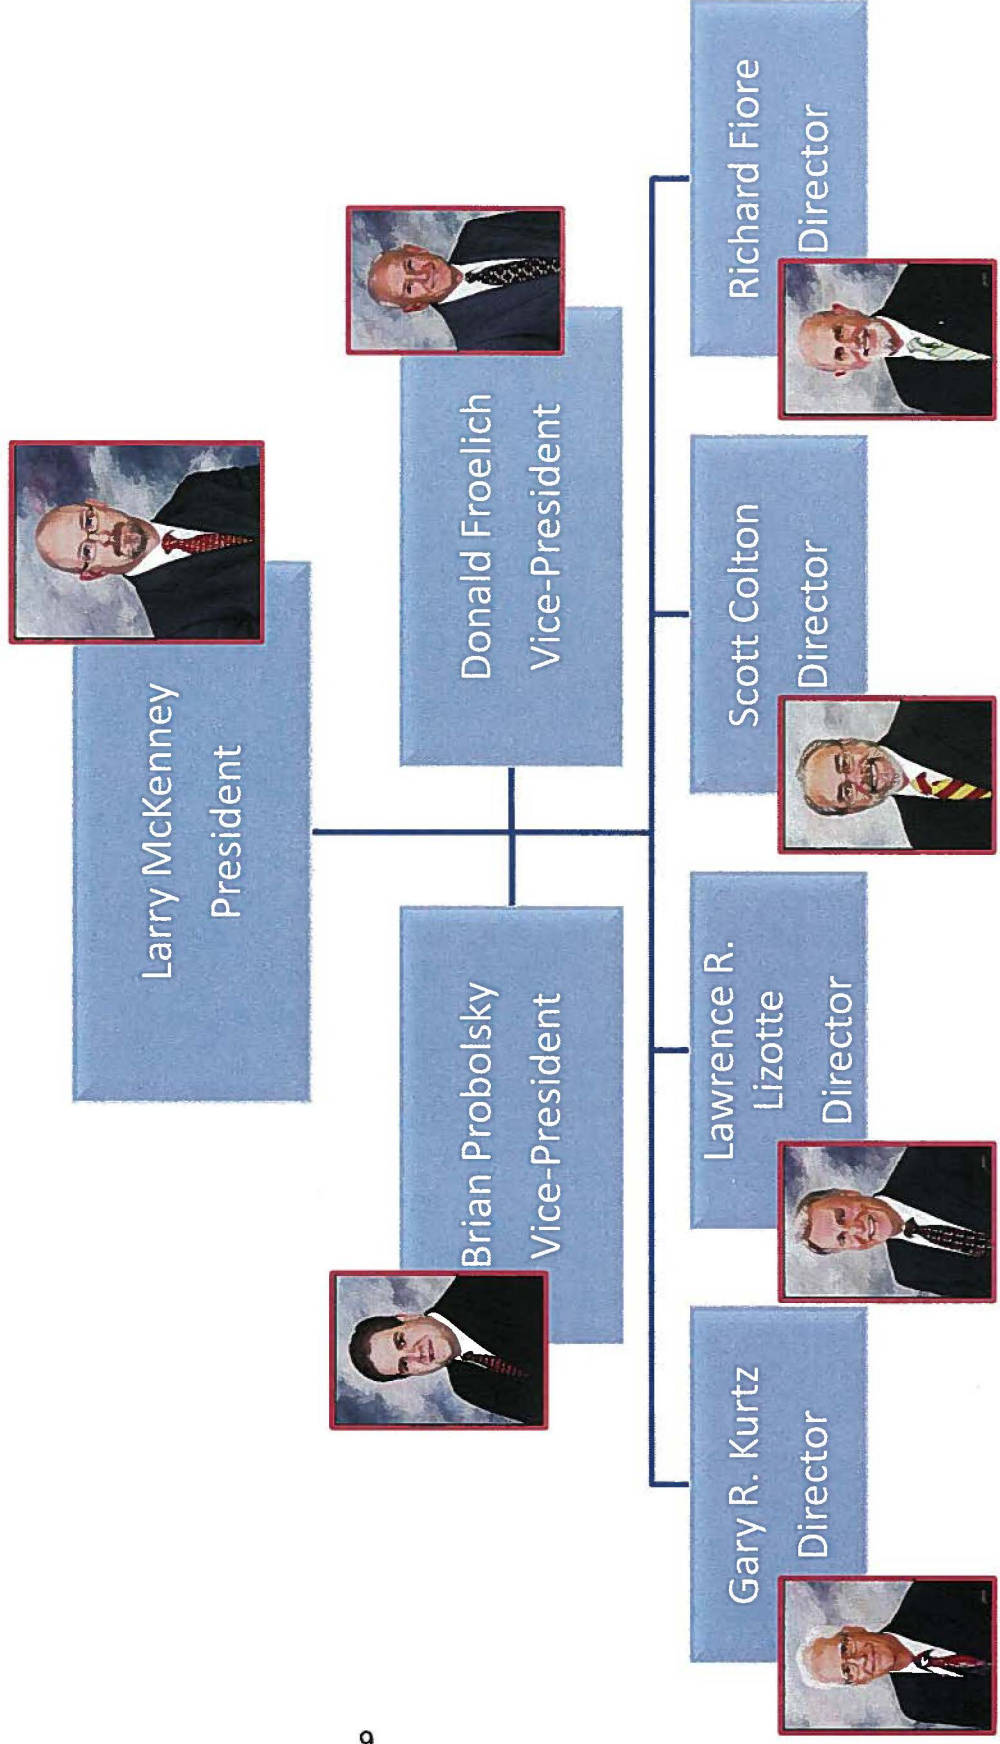 Larry McKenney
President
Brian Probolsky
Vice-President
Donald Froelich
Vice-President
Gary R. Kurtz
Director
Lawrence R.
Lizotte
Director
Scott Colton
Director
Richard Fiore
Director
9